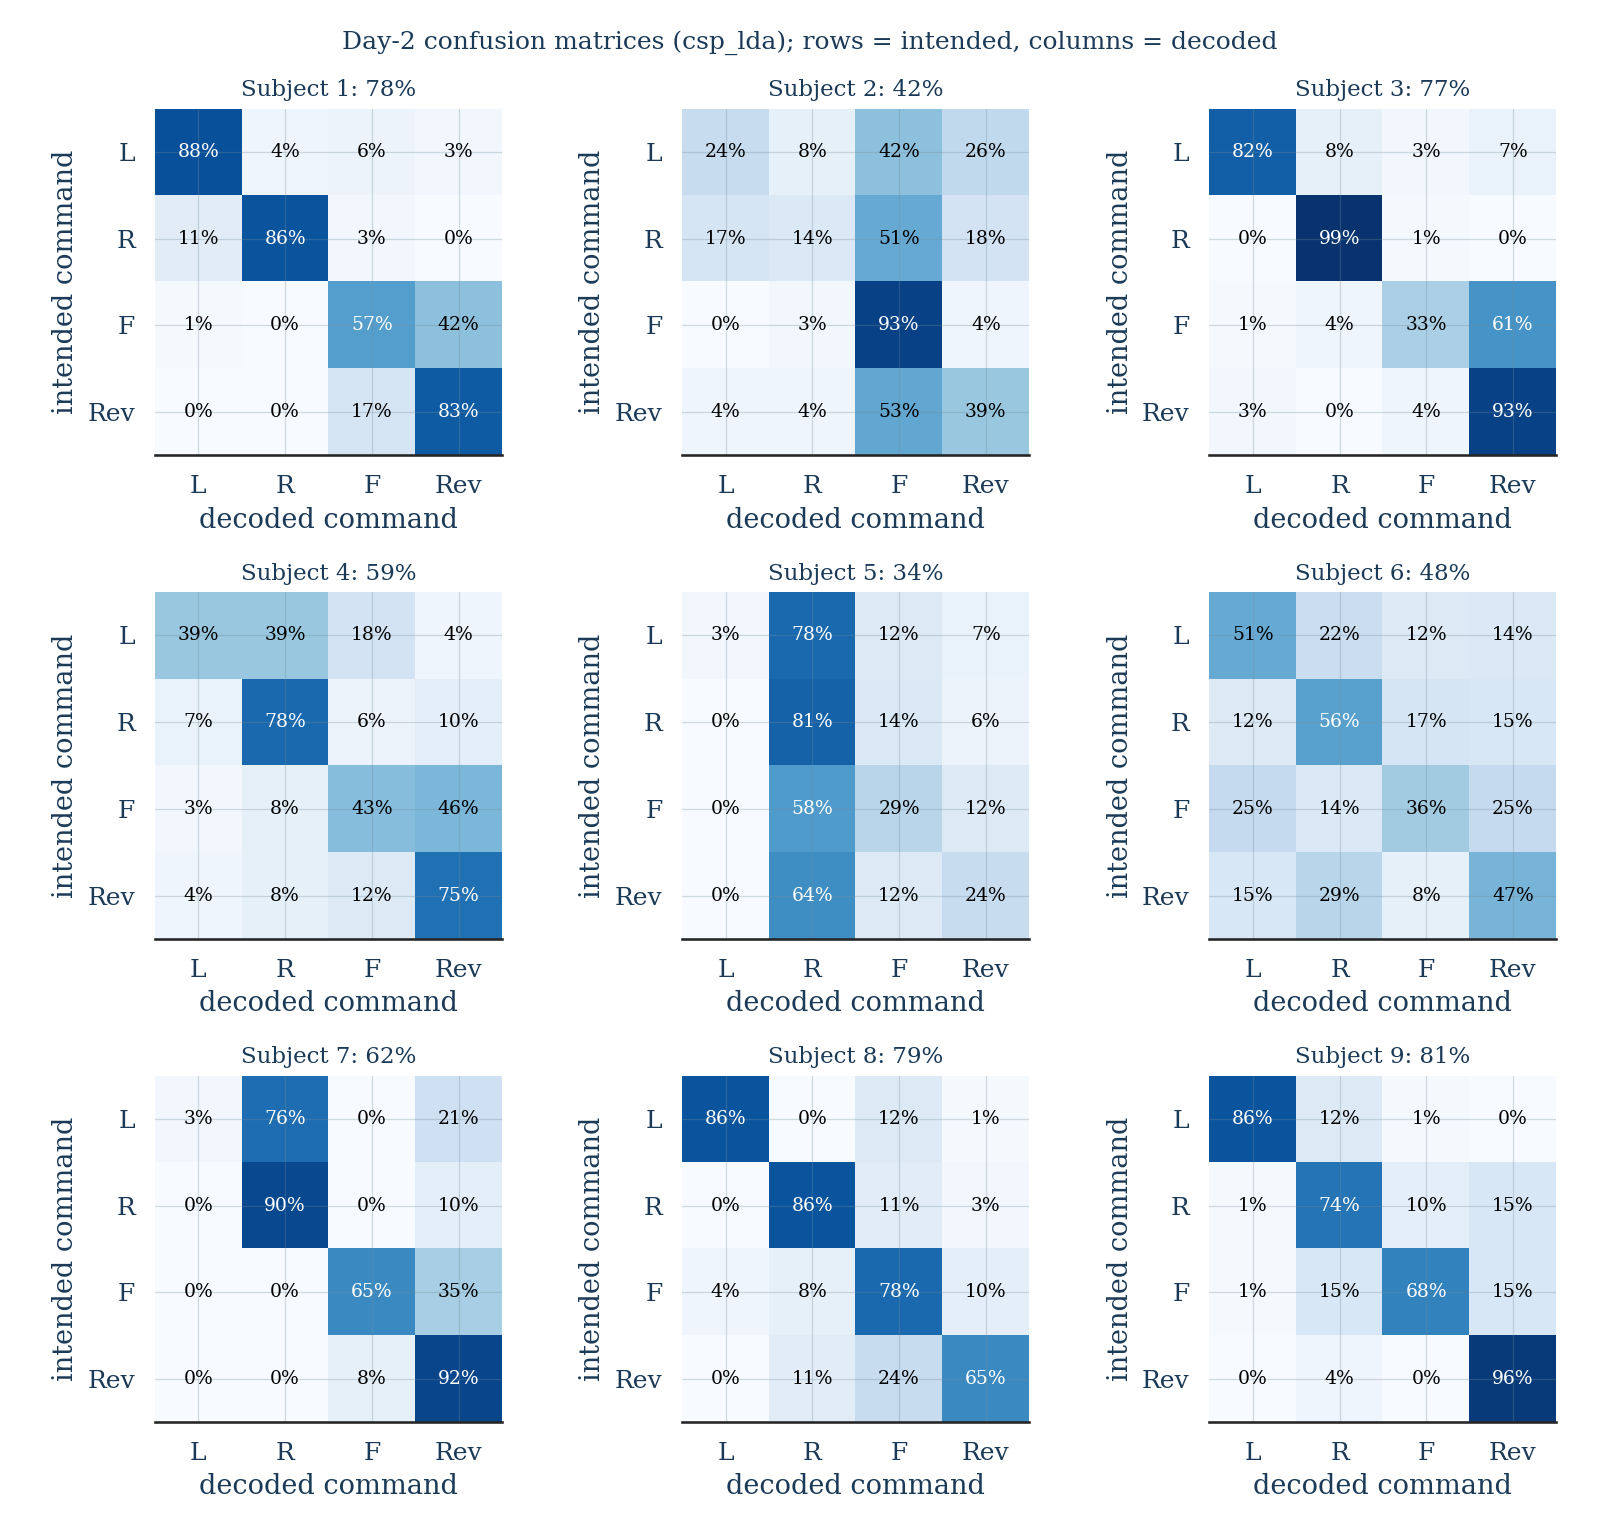 Day-2 confusion matrices (csp_lda); rows = intended, columns = decoded
Subject 1: 78%
intended command
L 88% 4% 6% 3%
R 11% 86% 3% 0%
F 1% 0% 57% 42%
Rev 0% 0% 17% 83%
L R F Rev
decoded command
Subject 2: 42%
intended command
L 24% 8% 42% 26%
R 17% 14% 51% 18%
F 0% 3% 93% 4%
Rev 4% 4% 53% 39%
L R F Rev
decoded command
Subject 3: 77%
intended command
L 82% 8% 3% 7%
R 0% 99% 1% 0%
F 1% 4% 33% 61%
Rev 3% 0% 4% 93%
L R F Rev
decoded command
Subject 4: 59%
intended command
L 39% 39% 18% 4%
R 7% 78% 6% 10%
F 3% 8% 43% 46%
Rev 4% 8% 12% 75%
L R F Rev
decoded command
Subject 5: 34%
intended command
L 3% 78% 12% 7%
R 0% 81% 14% 6%
F 0% 58% 29% 12%
Rev 0% 64% 12% 24%
L R F Rev
decoded command
Subject 6: 48%
intended command
L 51% 22% 12% 14%
R 12% 56% 17% 15%
F 25% 14% 36% 25%
Rev 15% 29% 8% 47%
L R F Rev
decoded command
Subject 7: 62%
intended command
L 3% 76% 0% 21%
R 0% 90% 0% 10%
F 0% 0% 65% 35%
Rev 0% 0% 8% 92%
L R F Rev
decoded command
Subject 8: 79%
intended command
L 86% 0% 12% 1%
R 0% 86% 11% 3%
F 4% 8% 78% 10%
Rev 0% 11% 24% 65%
L R F Rev
decoded command
Subject 9: 81%
intended command
L 86% 12% 1% 0%
R 1% 74% 10% 15%
F 1% 15% 68% 15%
Rev 0% 4% 0% 96%
L R F Rev
decoded command